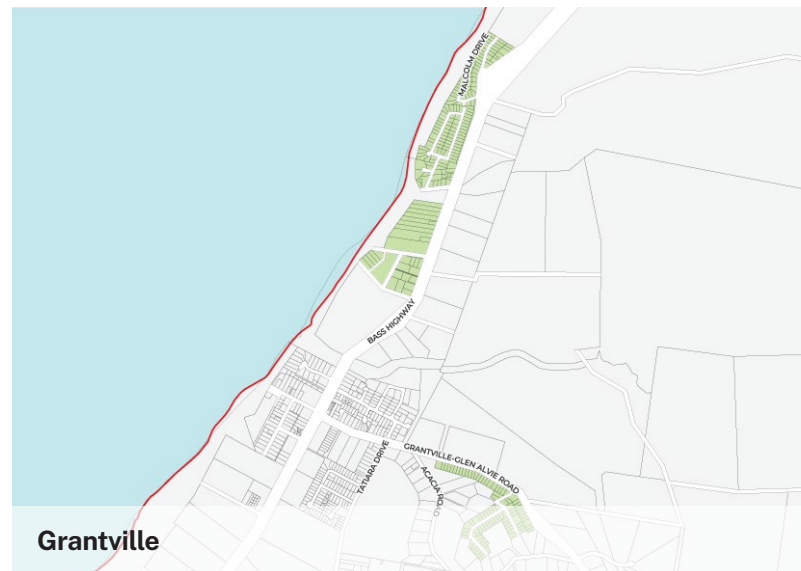 MALCOLM DRIVE
BASS HIGHWAY
GRANTVILLE-GLEN ALVIE ROAD
TATIARA DRIVE
ACACIA ROAD
Grantville